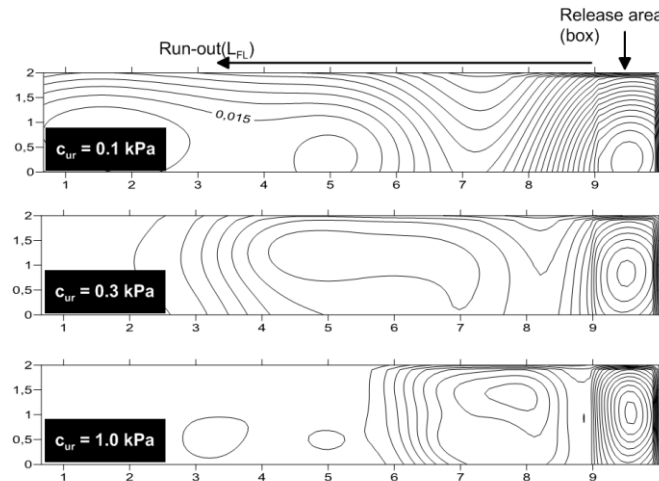 Release area
(box)
Run-out(L_FL)
2
1,5
1
0,5
0
0,015
c_ur = 0.1 kPa
1 2 3 4 5 6 7 8 9
2
1,5
1
0,5
0
c_ur = 0.3 kPa
1 2 3 4 5 6 7 8 9
2
1,5
1
0,5
0
c_ur = 1.0 kPa
1 2 3 4 5 6 7 8 9